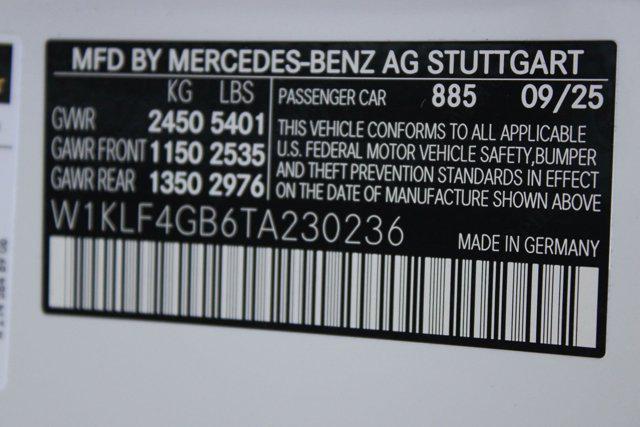 MFD BY MERCEDES-BENZ AG STUTTGART
KG LBS
GVWR 2450 5401
GAWR FRONT 1150 2535
GAWR REAR 1350 2976
PASSENGER CAR 885 09/25
THIS VEHICLE CONFORMS TO ALL APPLICABLE
U.S. FEDERAL MOTOR VEHICLE SAFETY,BUMPER
AND THEFT PREVENTION STANDARDS IN EFFECT
ON THE DATE OF MANUFACTURE SHOWN ABOVE
W1KLF4GB6TA230236
MADE IN GERMANY